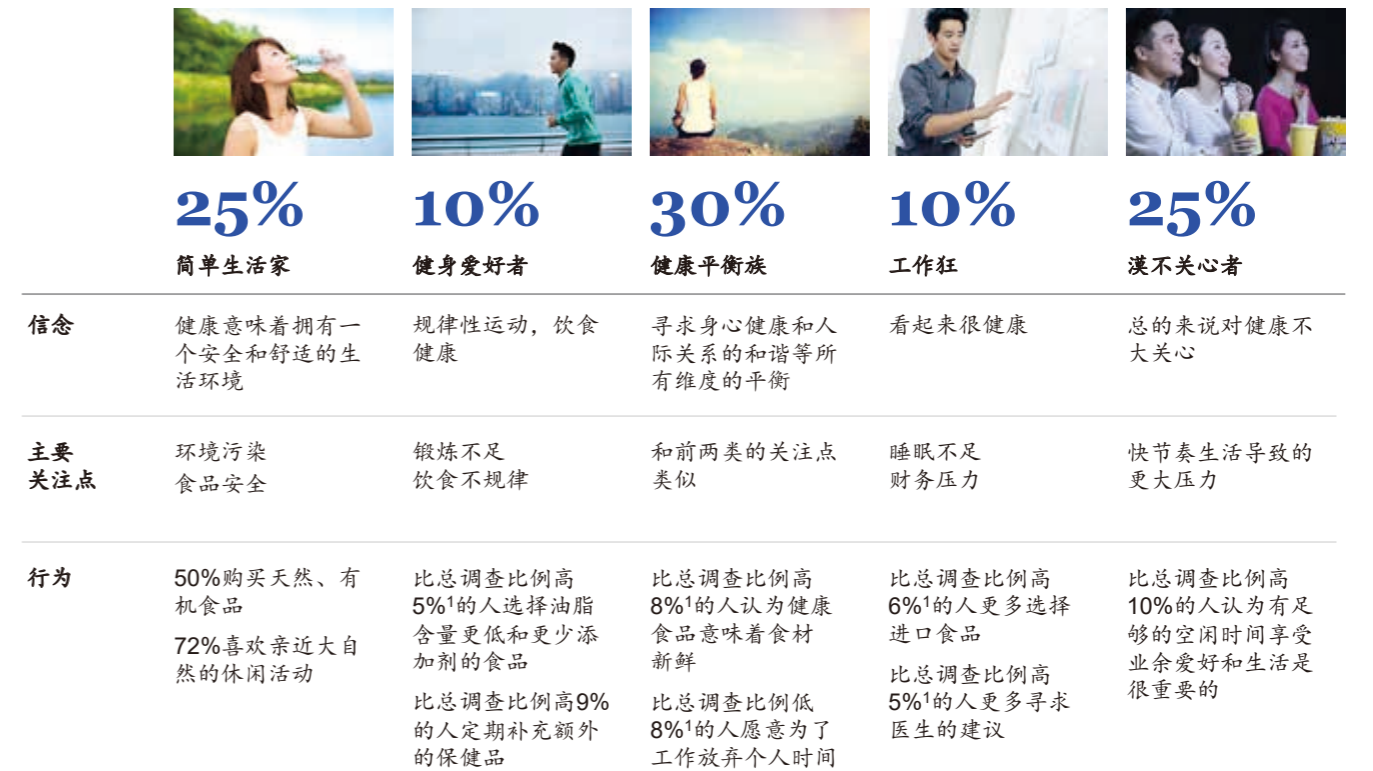 25%
10%
30%
10%
25%
简单生活家
健身爱好者
健康平衡族
工作狂
漠不关心者
信念
健康意味着拥有一
个安全和舒适的生
活环境
规律性运动，饮食
健康
寻求身心健康和人
际关系的和谐等所
有维度的平衡
看起来很健康
总的来说对健康不
大关心
主要
关注点
环境污染
食品安全
锻炼不足
饮食不规律
和前两类的关注点
类似
睡眠不足
财务压力
快节奏生活导致的
更大压力
行为
50%购买天然、有
机食品
72%喜欢亲近大自
然的休闲活动
比总调查比例高
5%¹的人选择油脂
含量更低和更少添
加剂的食品
比总调查比例高9%
的人定期补充额外
的保健品
比总调查比例高
8%¹的人认为健康
食品意味着食材
新鲜
比总调查比例低
8%¹的人愿意为了
工作放弃个人时间
比总调查比例高
6%¹的人更多选择
进口食品
比总调查比例高
5%¹的人更多寻求
医生的建议
比总调查比例高
10%的人认为有足
够的空闲时间享受
业余爱好和生活是
很重要的